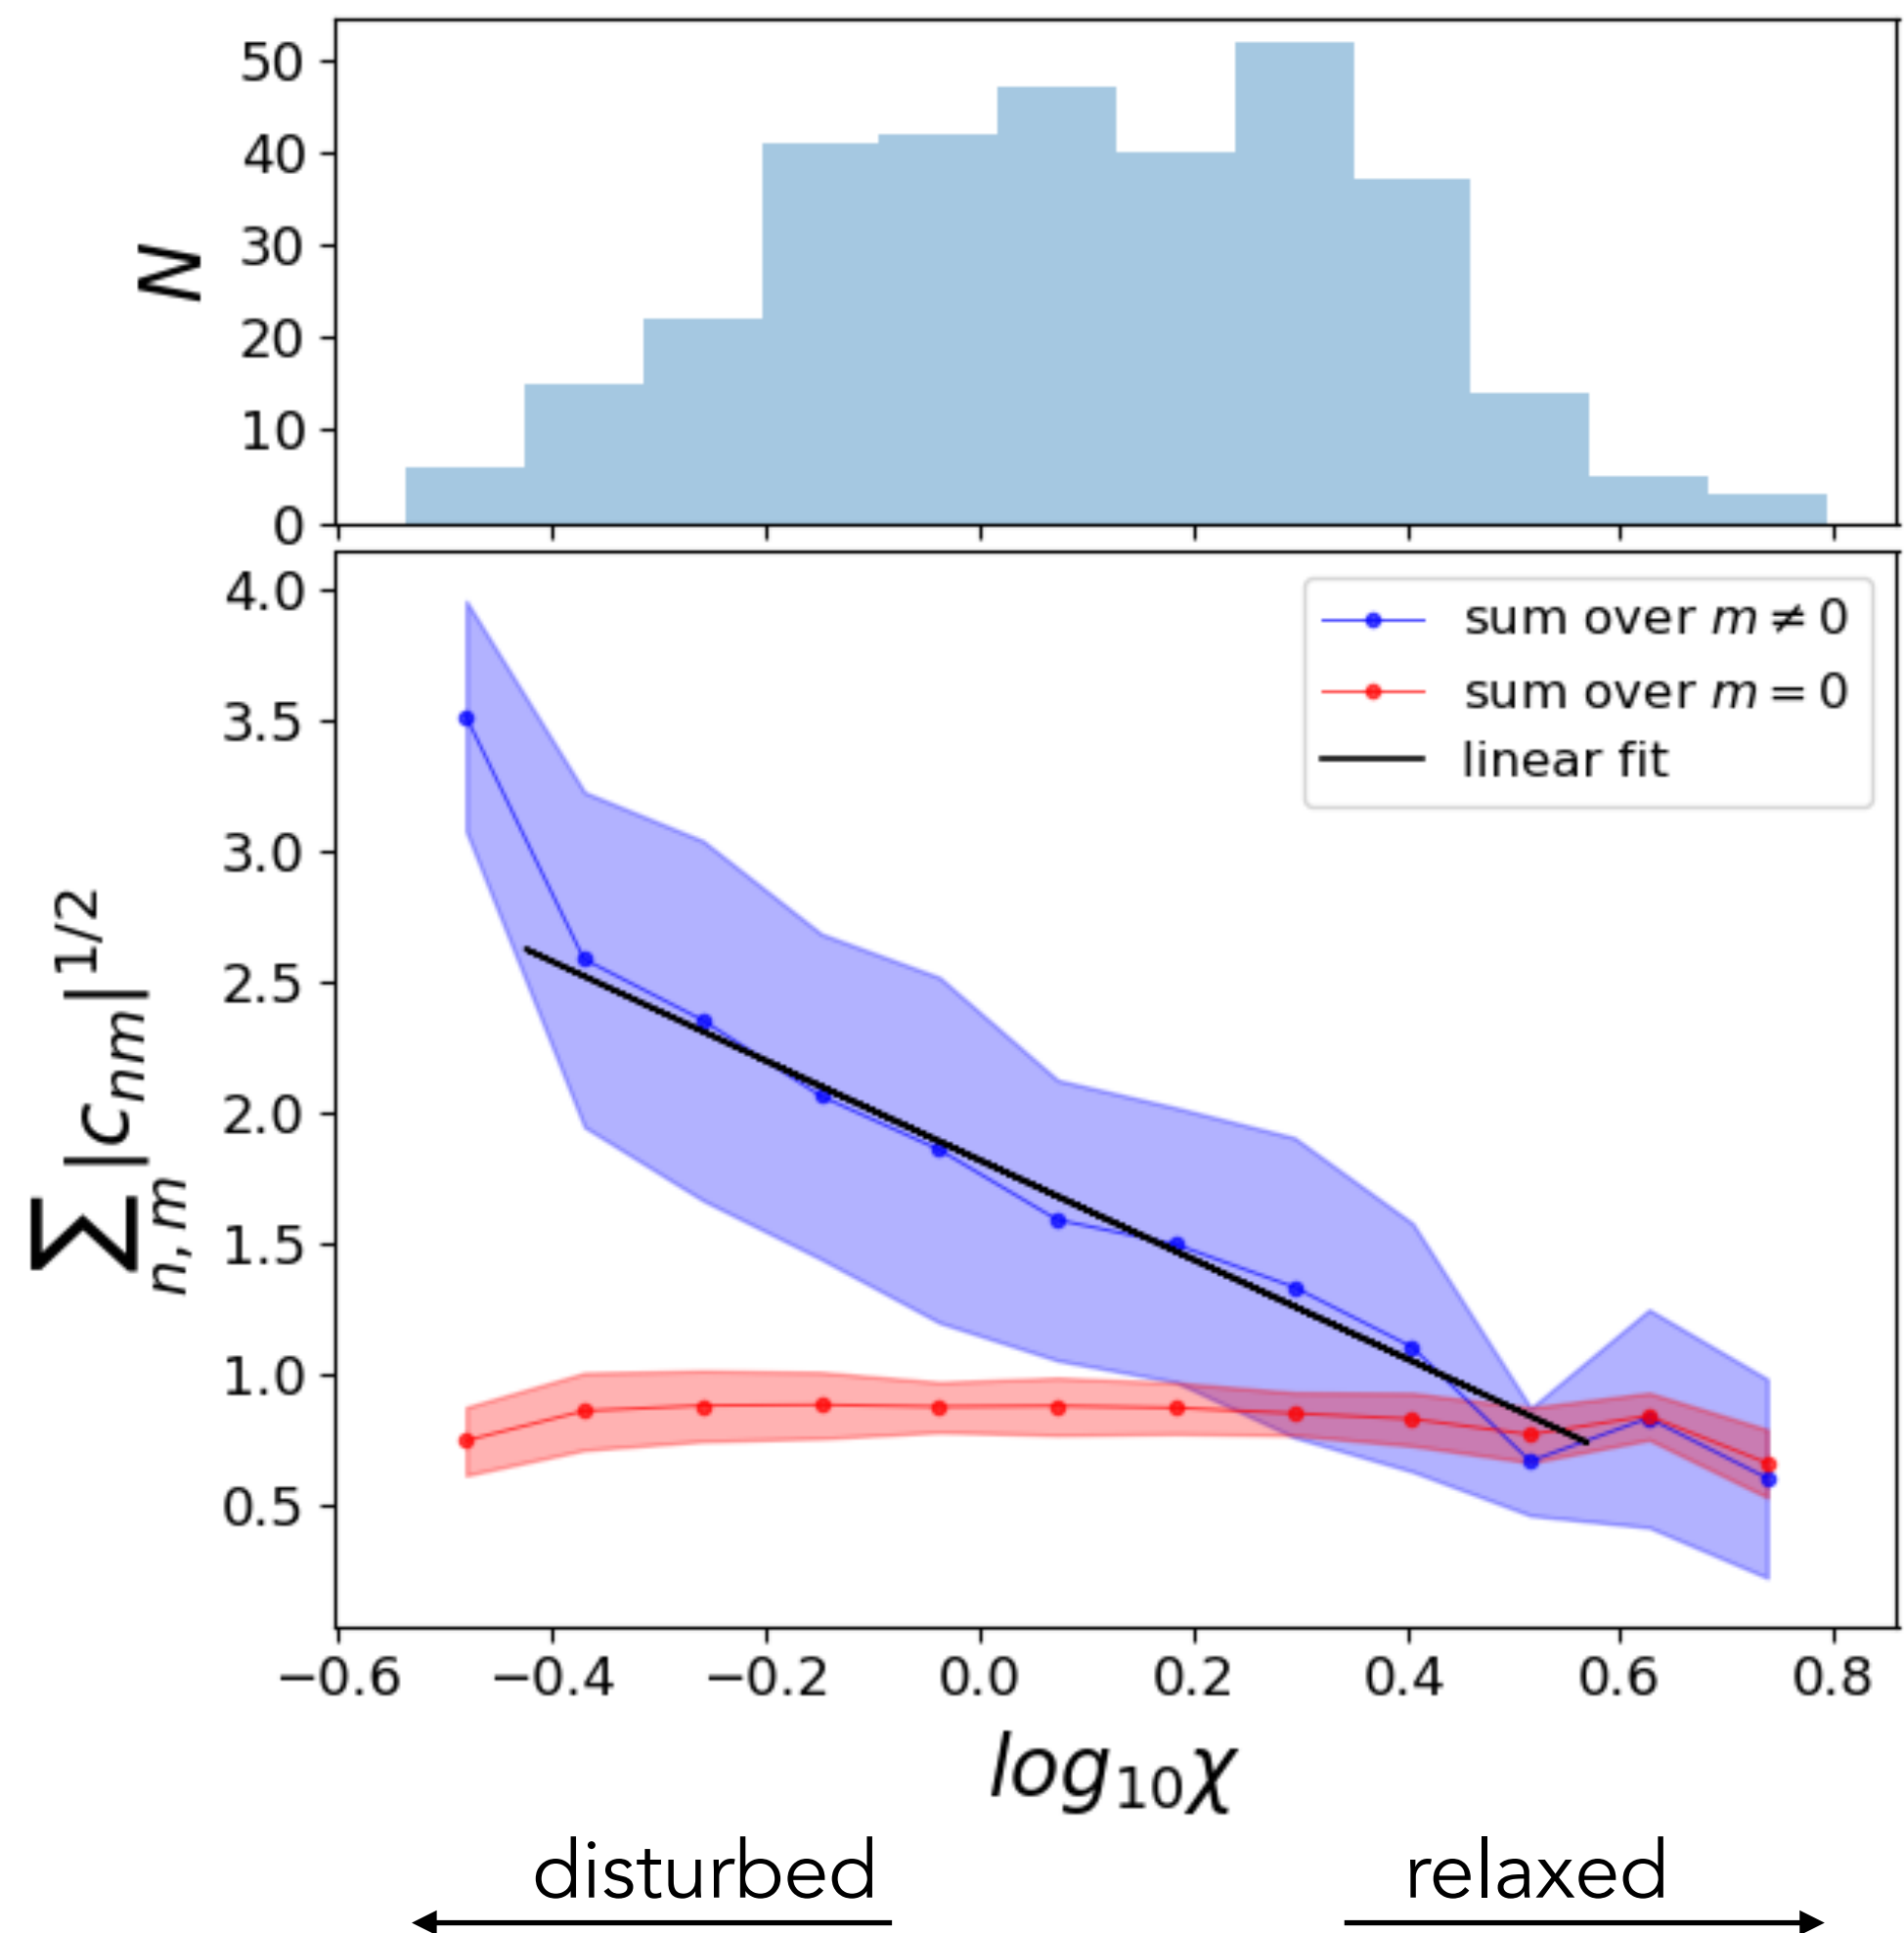 50
40
30
20
10
0
N
4.0
3.5
3.0
2.5
2.0
1.5
1.0
0.5
∑n,m |cnm|^1/2
sum over m ≠ 0
sum over m = 0
linear fit
−0.6 −0.4 −0.2 0.0 0.2 0.4 0.6 0.8
log10χ
disturbed relaxed